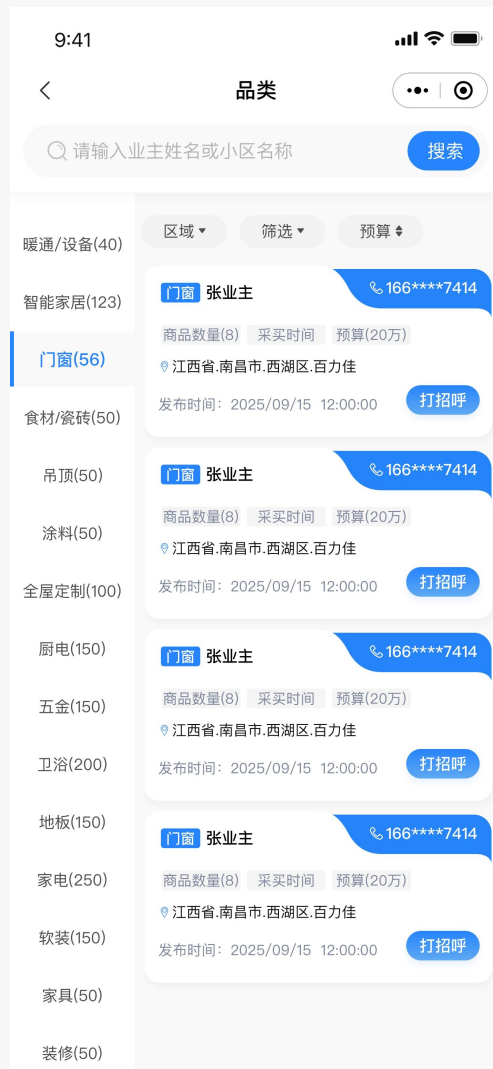 9:41
品类
请输入业主姓名或小区名称
搜索
暖通/设备(40)
智能家居(123)
门窗(56)
食材/瓷砖(50)
吊顶(50)
涂料(50)
全屋定制(100)
厨电(150)
五金(150)
卫浴(200)
地板(150)
家电(250)
软装(150)
家具(50)
装修(50)
区域 筛选 预算
门窗 张业主 166****7414
商品数量(8) 采买时间 预算(20万)
江西省.南昌市.西湖区.百力佳
发布时间：2025/09/15 12:00:00 打招呼
门窗 张业主 166****7414
商品数量(8) 采买时间 预算(20万)
江西省.南昌市.西湖区.百力佳
发布时间：2025/09/15 12:00:00 打招呼
门窗 张业主 166****7414
商品数量(8) 采买时间 预算(20万)
江西省.南昌市.西湖区.百力佳
发布时间：2025/09/15 12:00:00 打招呼
门窗 张业主 166****7414
商品数量(8) 采买时间 预算(20万)
江西省.南昌市.西湖区.百力佳
发布时间：2025/09/15 12:00:00 打招呼